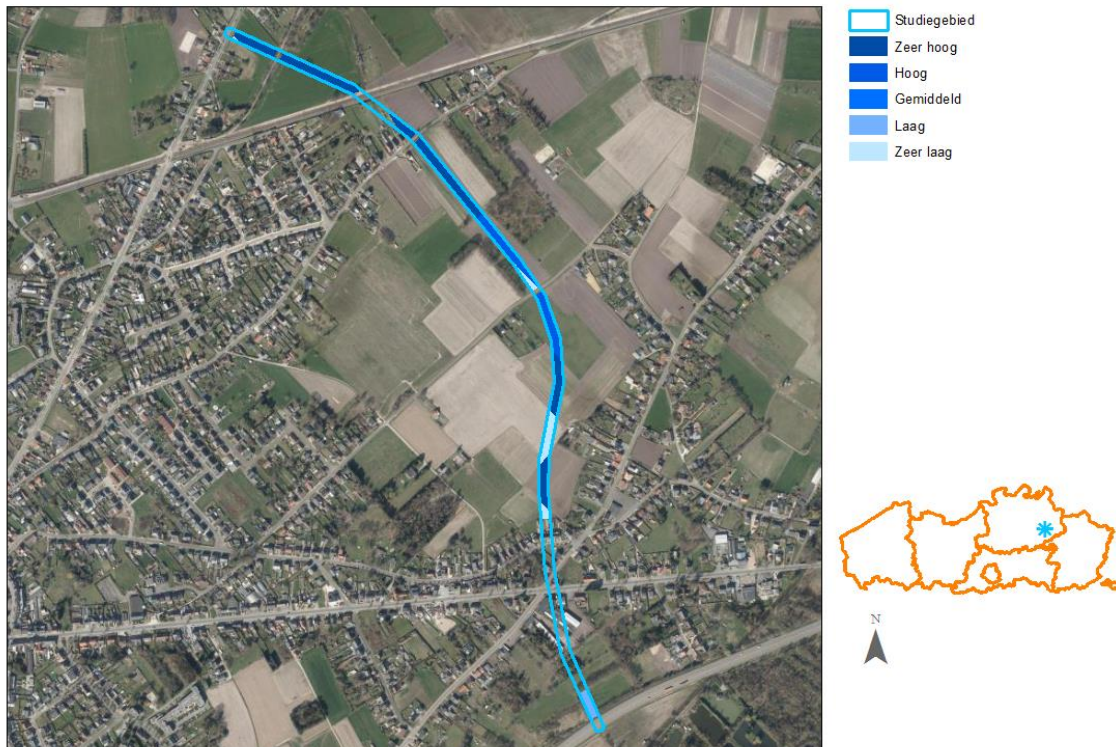 Studiegebied
Zeer hoog
Hoog
Gemiddeld
Laag
Zeer laag
N